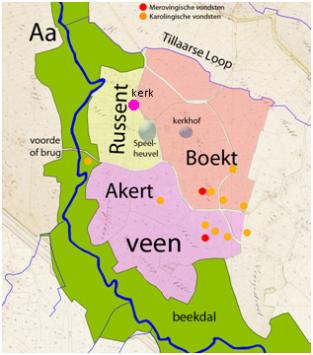 Merovingische vondsten
Karolingische vondsten
Aa
Tillaarse Loop
kerk
Russent
kerkhof
Speel-
heuvel
voorde
of brug
Boekt
Akert
veen
beekdal